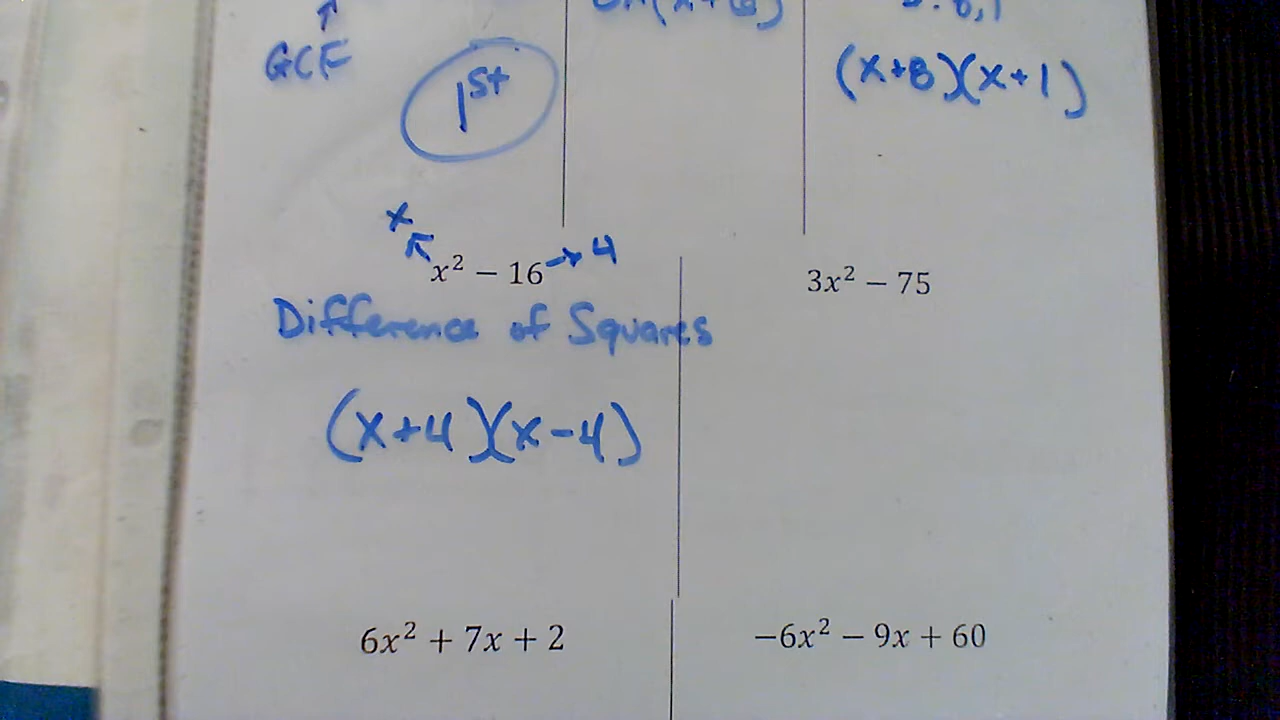 GCF
1st
(x+8)(x+1)
x
x² − 16 → 4
3x² − 75
Difference of Squares
(x+4)(x-4)
6x² + 7x + 2
−6x² − 9x + 60